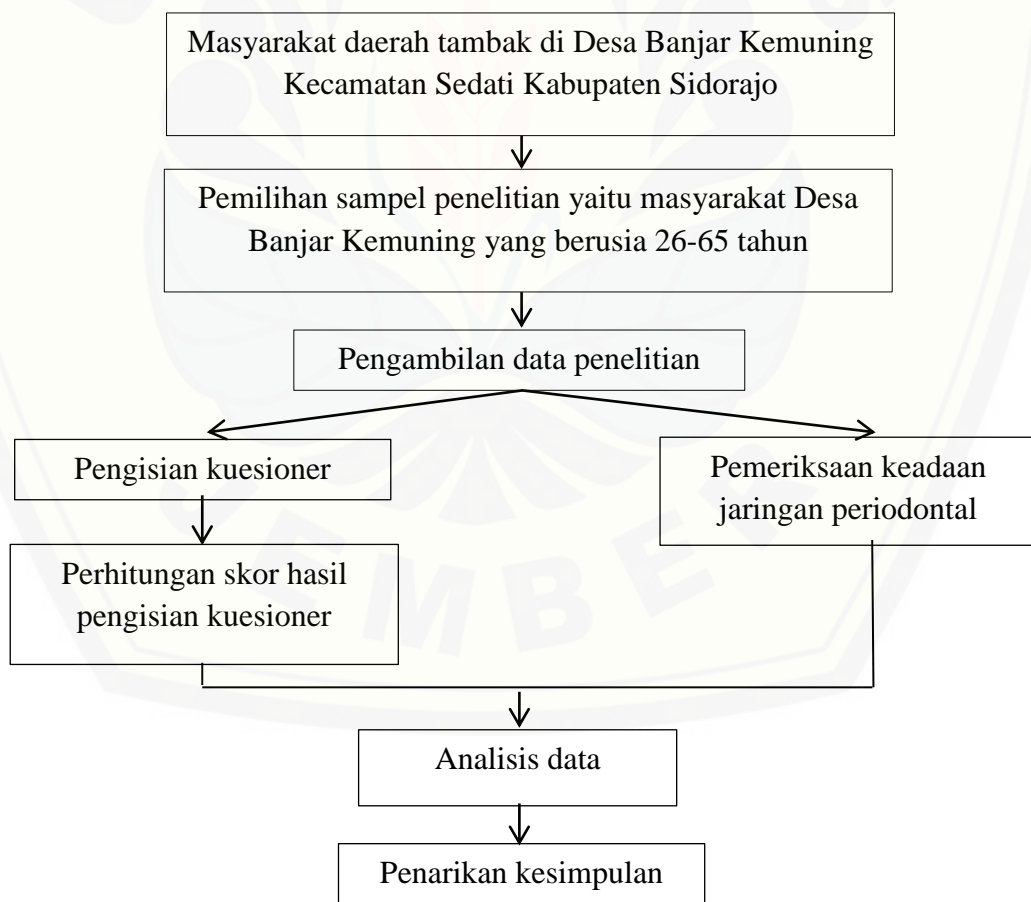 Masyarakat daerah tambak di Desa Banjar Kemuning
Kecamatan Sedati Kabupaten Sidorajo
Pemilihan sampel penelitian yaitu masyarakat Desa
Banjar Kemuning yang berusia 26-65 tahun
Pengambilan data penelitian
Pengisian kuesioner
Pemeriksaan keadaan
jaringan periodontal
Perhitungan skor hasil
pengisian kuesioner
EMBER
Analisis data
Penarikan kesimpulan